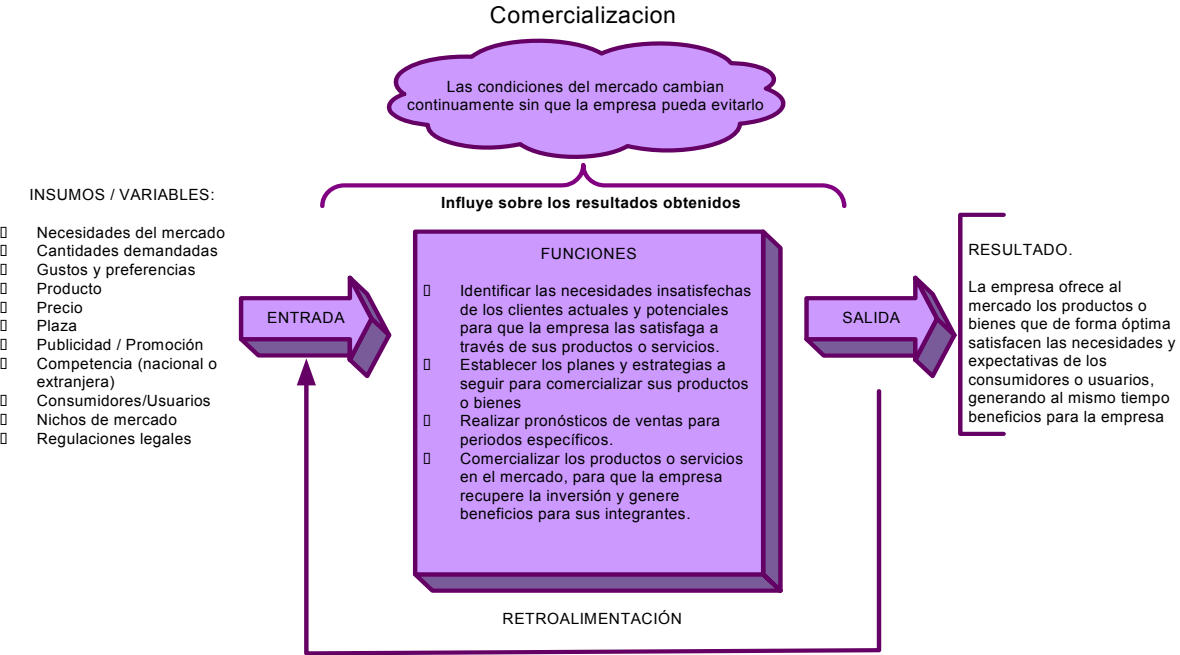 Comercializacion
Las condiciones del mercado cambian
continuamente sin que la empresa pueda evitarlo
Influye sobre los resultados obtenidos
INSUMOS / VARIABLES:
Necesidades del mercado
Cantidades demandadas
Gustos y preferencias
Producto
Precio
Plaza
Publicidad / Promoción
Competencia (nacional o
extranjera)
Consumidores/Usuarios
Nichos de mercado
Regulaciones legales
ENTRADA
FUNCIONES
Identificar las necesidades insatisfechas
de los clientes actuales y potenciales
para que la empresa las satisfaga a
través de sus productos o servicios.
Establecer los planes y estrategias a
seguir para comercializar sus productos
o bienes
Realizar pronósticos de ventas para
periodos específicos.
Comercializar los productos o servicios
en el mercado, para que la empresa
recupere la inversión y genere
beneficios para sus integrantes.
SALIDA
RESULTADO.
La empresa ofrece al
mercado los productos o
bienes que de forma óptima
satisfacen las necesidades y
expectativas de los
consumidores o usuarios,
generando al mismo tiempo
beneficios para la empresa
RETROALIMENTACIÓN